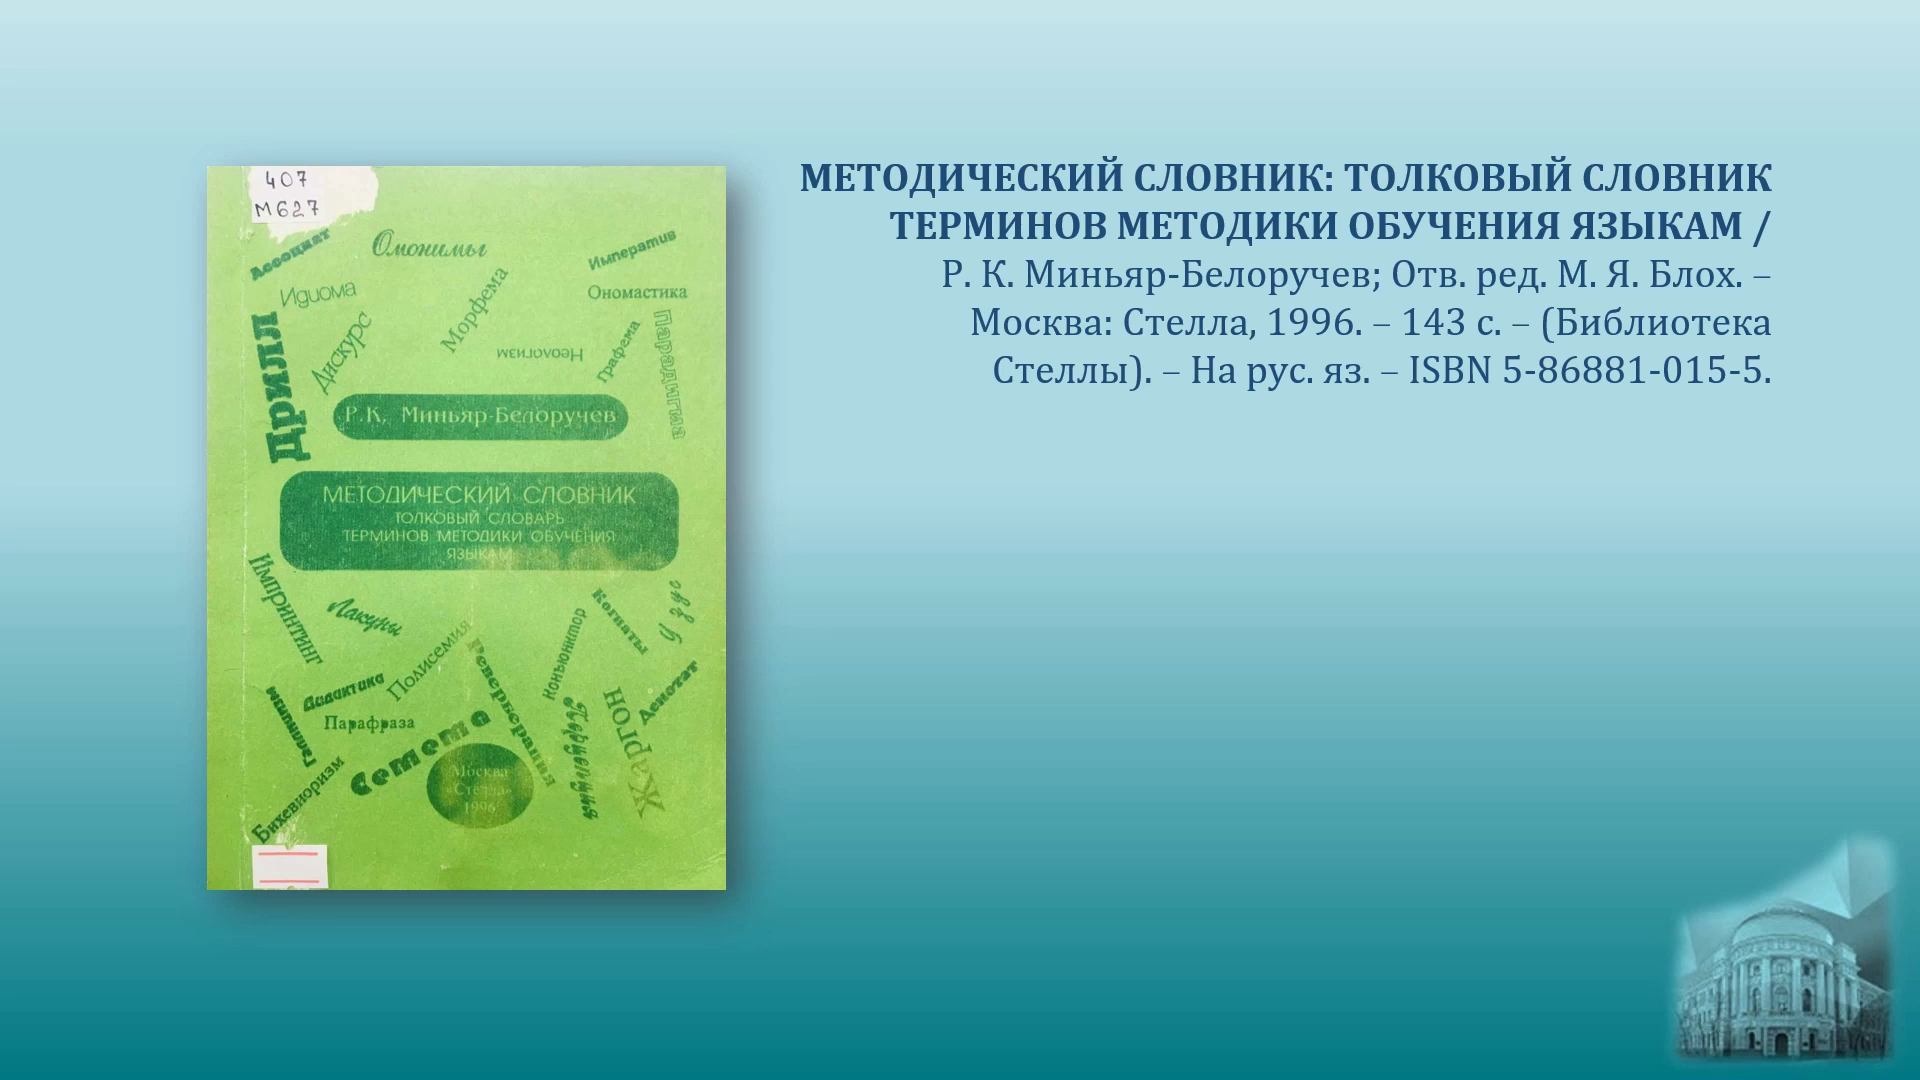 407
М627
Ассоциат
Омонимы
Императив
Идиома
Ономастика
Морфема
Дрилл
Дискурс
Неологизм
Графема
Парадигма
Р.К. Миньяр-Белоручев
МЕТОДИЧЕСКИЙ СЛОВНИК
ТОЛКОВЫЙ СЛОВАРЬ
ТЕРМИНОВ МЕТОДИКИ ОБУЧЕНИЯ
ЯЗЫКАМ
Импринтинг
Лакуны
Полисемия
Реверберация
Конъюнктор
Когнаты
Узус
Дидактика
Парафраза
Семема
Рецепция
Жаргон
Денотат
Бихевиоризм
Москва
«Стелла»
1996
МЕТОДИЧЕСКИЙ СЛОВНИК: ТОЛКОВЫЙ СЛОВНИК
ТЕРМИНОВ МЕТОДИКИ ОБУЧЕНИЯ ЯЗЫКАМ /
Р. К. Миньяр-Белоручев; Отв. ред. М. Я. Блох. –
Москва: Стелла, 1996. – 143 с. – (Библиотека
Стеллы). – На рус. яз. – ISBN 5-86881-015-5.